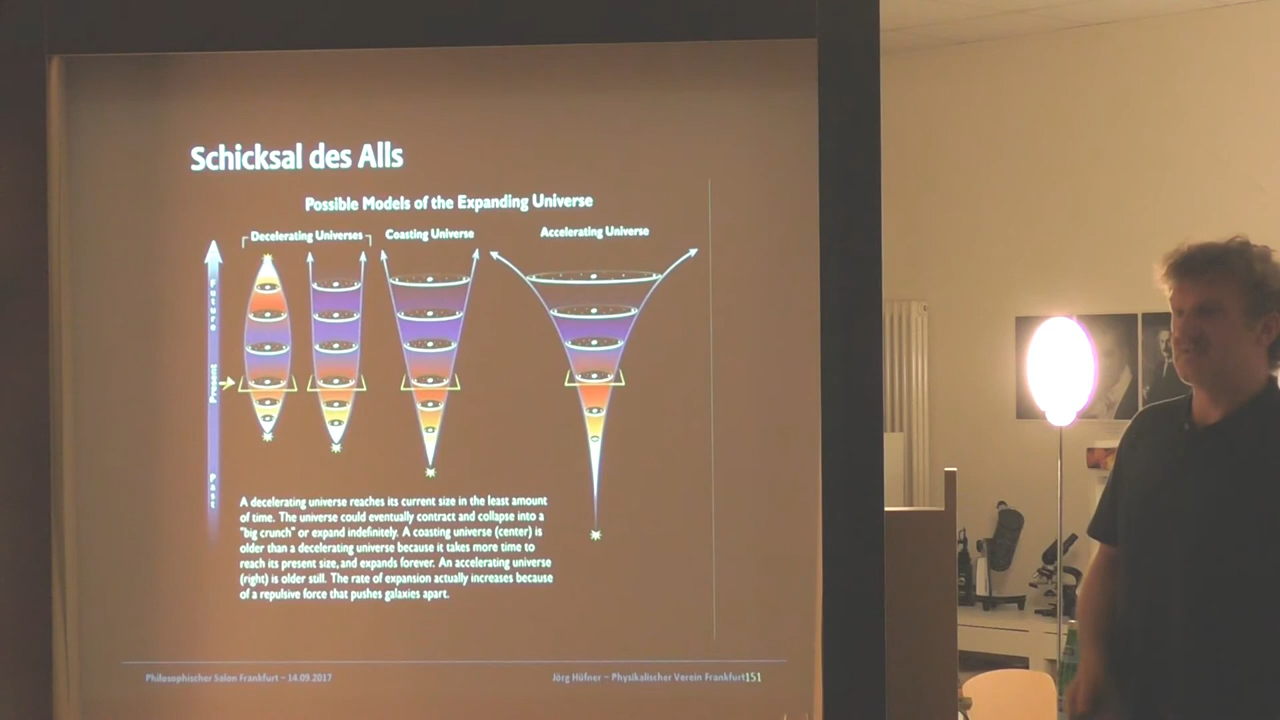 Schicksal des Alls
Possible Models of the Expanding Universe
Decelerating Universes
Coasting Universe
Accelerating Universe
Future
Present
Past
A decelerating universe reaches its current size in the least amount
of time. The universe could eventually contract and collapse into a
"big crunch" or expand indefinitely. A coasting universe (center) is
older than a decelerating universe because it takes more time to
reach its present size, and expands forever. An accelerating universe
(right) is older still. The rate of expansion actually increases because
of a repulsive force that pushes galaxies apart.
Philosophischer Salon Frankfurt – 14.09.2017
Jörg Hüfner – Physikalischer Verein Frankfurt151